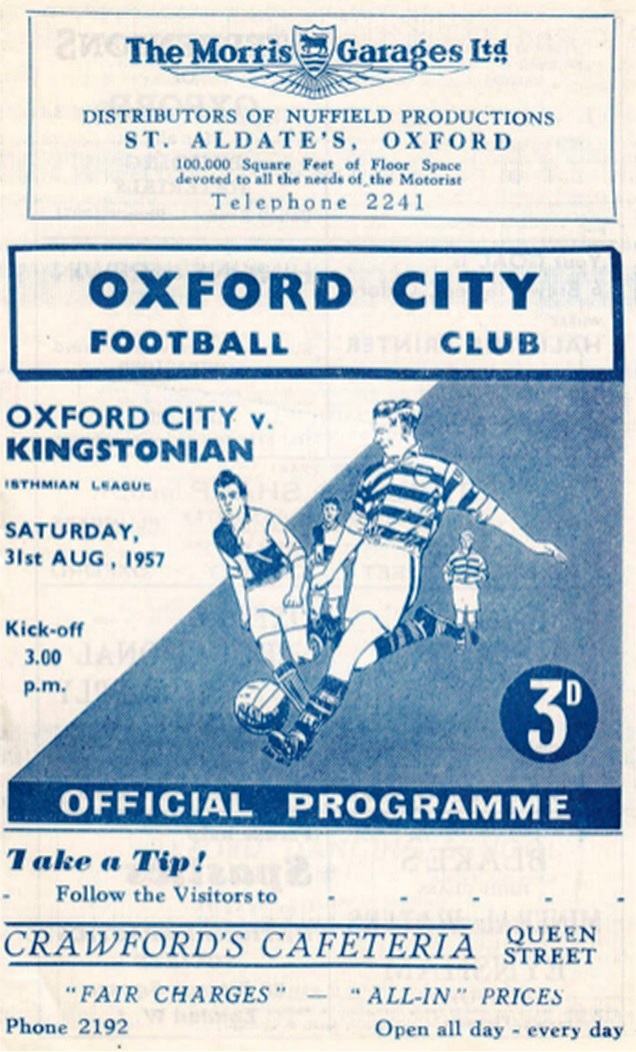 The Morris Garages Ltd
DISTRIBUTORS OF NUFFIELD PRODUCTIONS
ST. ALDATE'S, OXFORD
100,000 Square Feet of Floor Space
devoted to all the needs of the Motorist
Telephone 2241
OXFORD CITY
FOOTBALL CLUB
OXFORD CITY v.
KINGSTONIAN
ISTHMIAN LEAGUE
SATURDAY,
31st AUG, 1957
Kick-off
3.00
p.m.
3D
OFFICIAL PROGRAMME
Take a Tip!
- Follow the Visitors to - - - - -
CRAWFORD'S CAFETERIA QUEEN STREET
"FAIR CHARGES" — "ALL-IN" PRICES
Phone 2192 Open all day - every day